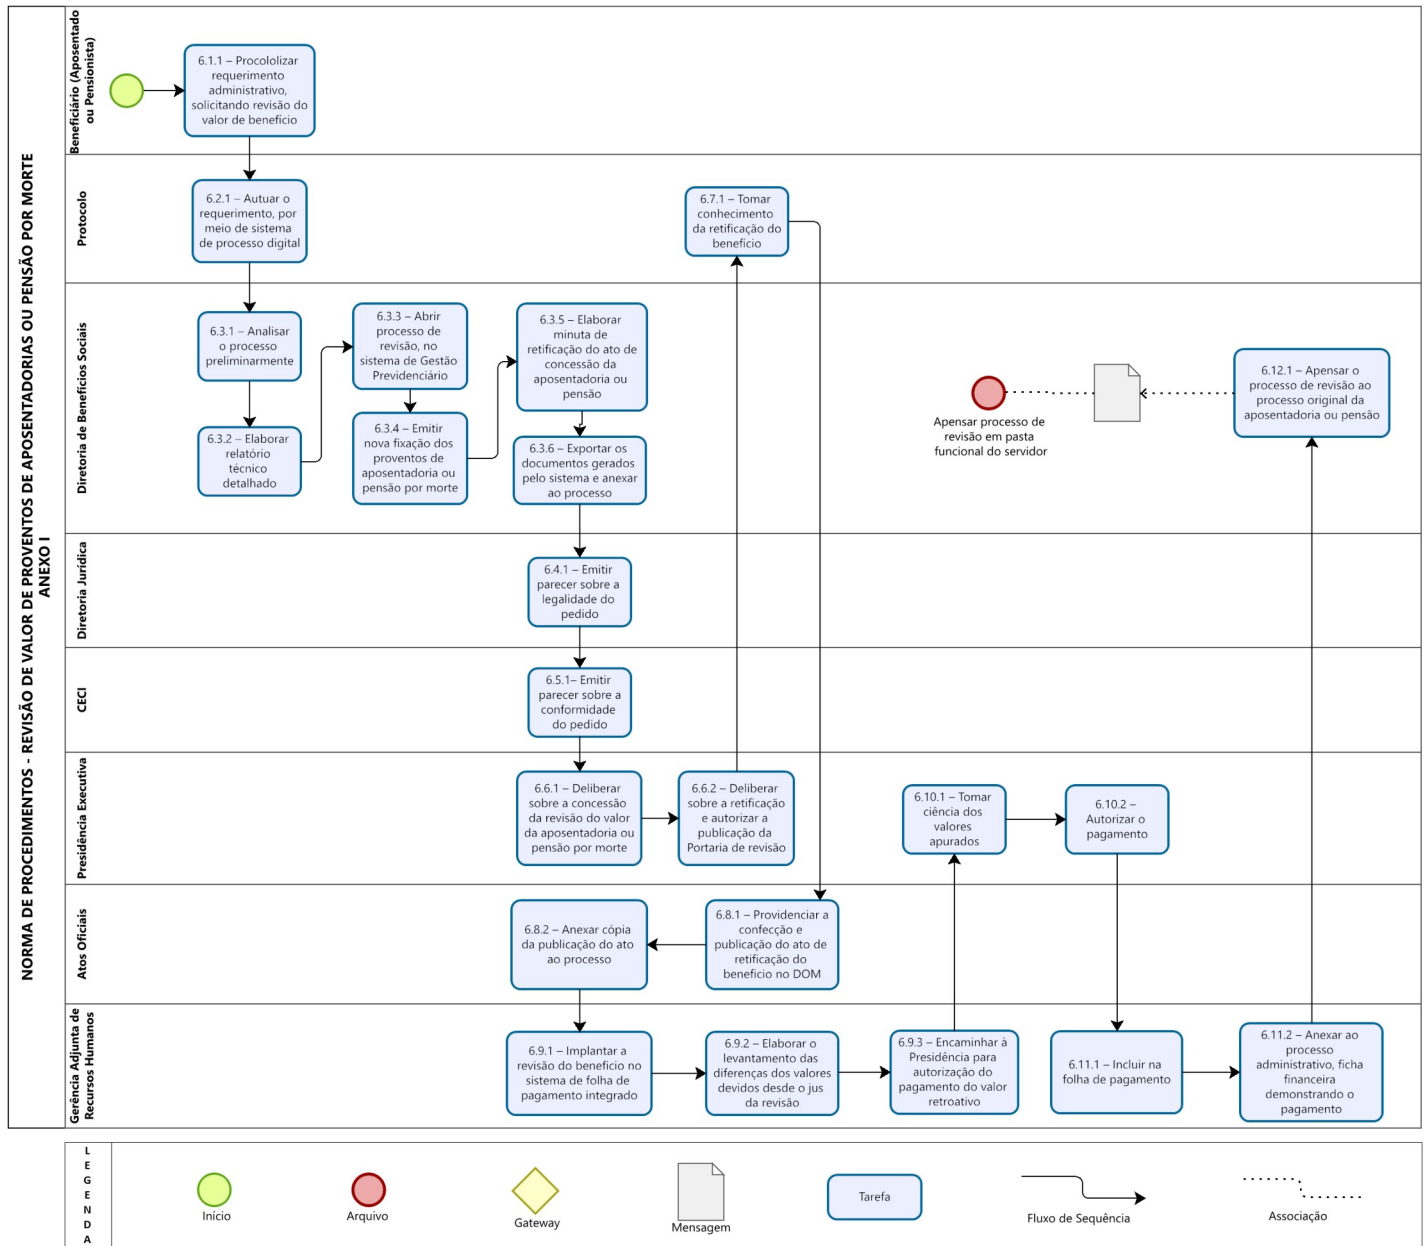 NORMA DE PROCEDIMENTOS - REVISÃO DE VALOR DE PROVENTOS DE APOSENTADORIAS OU PENSÃO POR MORTE
ANEXO I
Beneficiário (Aposentado
ou Pensionista)
6.1.1 – Procololizar
requerimento
administrativo,
solicitando revisão do
valor de benefício
Protocolo
6.2.1 – Autuar o
requerimento, por
meio de sistema
de processo digital
6.7.1 – Tomar
conhecimento
da retificação do
benefício
Diretoria de Benefícios Sociais
6.3.1 – Analisar
o processo
preliminarmente
6.3.2 – Elaborar
relatório
técnico
detalhado
6.3.3 – Abrir
processo de
revisão, no
sistema de Gestão
Previdenciário
6.3.4 – Emitir
nova fixação dos
proventos de
aposentadoria ou
pensão por morte
6.3.5 – Elaborar
minuta de
retificação do ato de
concessão da
aposentadoria ou
pensão
6.3.6 – Exportar os
documentos gerados
pelo sistema e anexar
ao processo
Apensar processo de
revisão em pasta
funcional do servidor
6.12.1 – Apensar o
processo de revisão ao
processo original da
aposentadoria ou pensão
Diretoria Jurídica
6.4.1 – Emitir
parecer sobre a
legalidade do
pedido
CECI
6.5.1– Emitir
parecer sobre a
conformidade
do pedido
Presidência Executiva
6.6.1 – Deliberar
sobre a concessão
da revisão do valor
da aposentadoria ou
pensão por morte
6.6.2 – Deliberar
sobre a retificação
e autorizar a
publicação da
Portaria de revisão
6.10.1 – Tomar
ciência dos
valores
apurados
6.10.2 –
Autorizar o
pagamento
Atos Oficiais
6.8.2 – Anexar cópia
da publicação do ato
ao processo
6.8.1 – Providenciar a
confecção e
publicação do ato de
retificação do
beneficio no DOM
Gerência Adjunta de
Recursos Humanos
6.9.1 – Implantar a
revisão do beneficio no
sistema de folha de
pagamento integrado
6.9.2 – Elaborar o
levantamento das
diferenças dos valores
devidos desde o jus
da revisão
6.9.3 – Encaminhar à
Presidência para
autorização do
pagamento do valor
retroativo
6.11.1 – Incluir na
folha de pagamento
6.11.2 – Anexar ao
processo
administrativo, ficha
financeira
demonstrando o
pagamento
L
E
G
E
N
D
A
Início
Arquivo
Gateway
Mensagem
Tarefa
Fluxo de Sequência
Associação